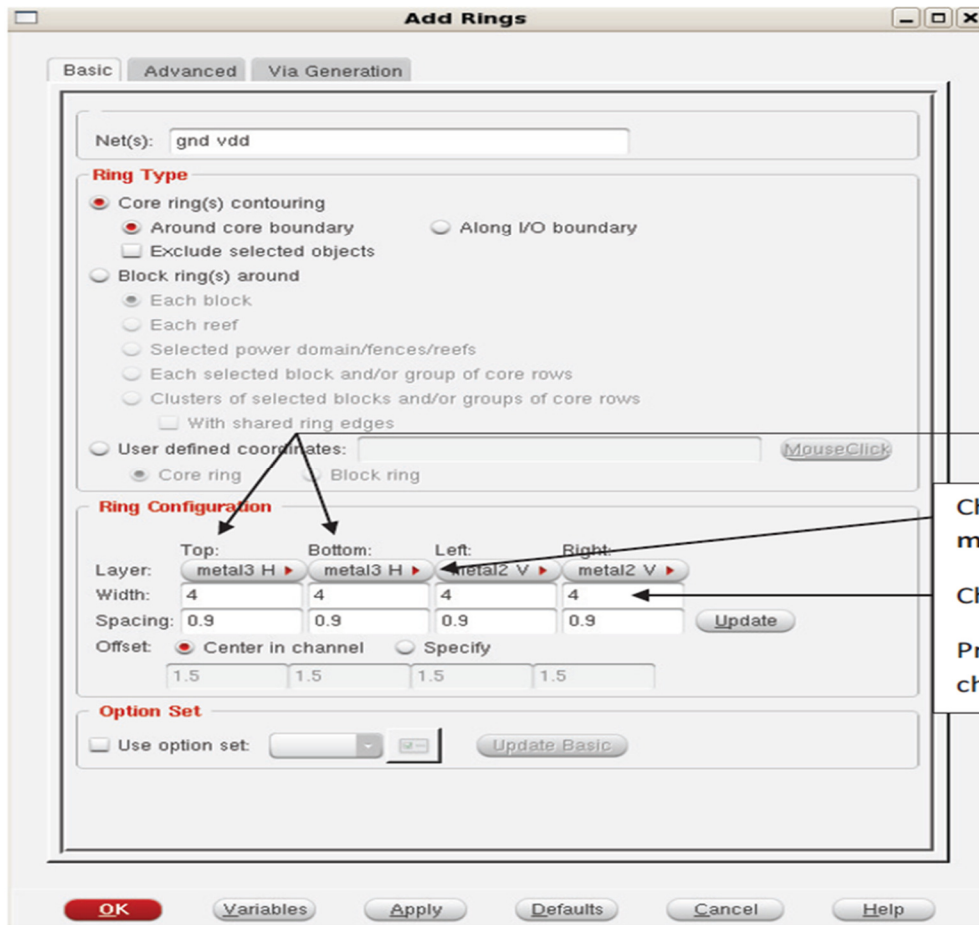 Add Rings
Basic Advanced Via Generation
Net(s): gnd vdd
Ring Type
Core ring(s) contouring
Around core boundary Along I/O boundary
Exclude selected objects
Block ring(s) around
Each block
Each reef
Selected power domain/fences/reefs
Each selected block and/or group of core rows
Clusters of selected blocks and/or groups of core rows
With shared ring edges
User defined coordinates: MouseClick
Core ring Block ring
Ring Configuration
Top: Bottom: Left: Right:
Layer: metal3 H metal3 H metal2 V metal2 V
Width: 4 4 4 4
Spacing: 0.9 0.9 0.9 0.9 Update
Offset: Center in channel Specify
1.5 1.5 1.5 1.5
Option Set
Use option set: Update Basic
OK Variables Apply Defaults Cancel Help